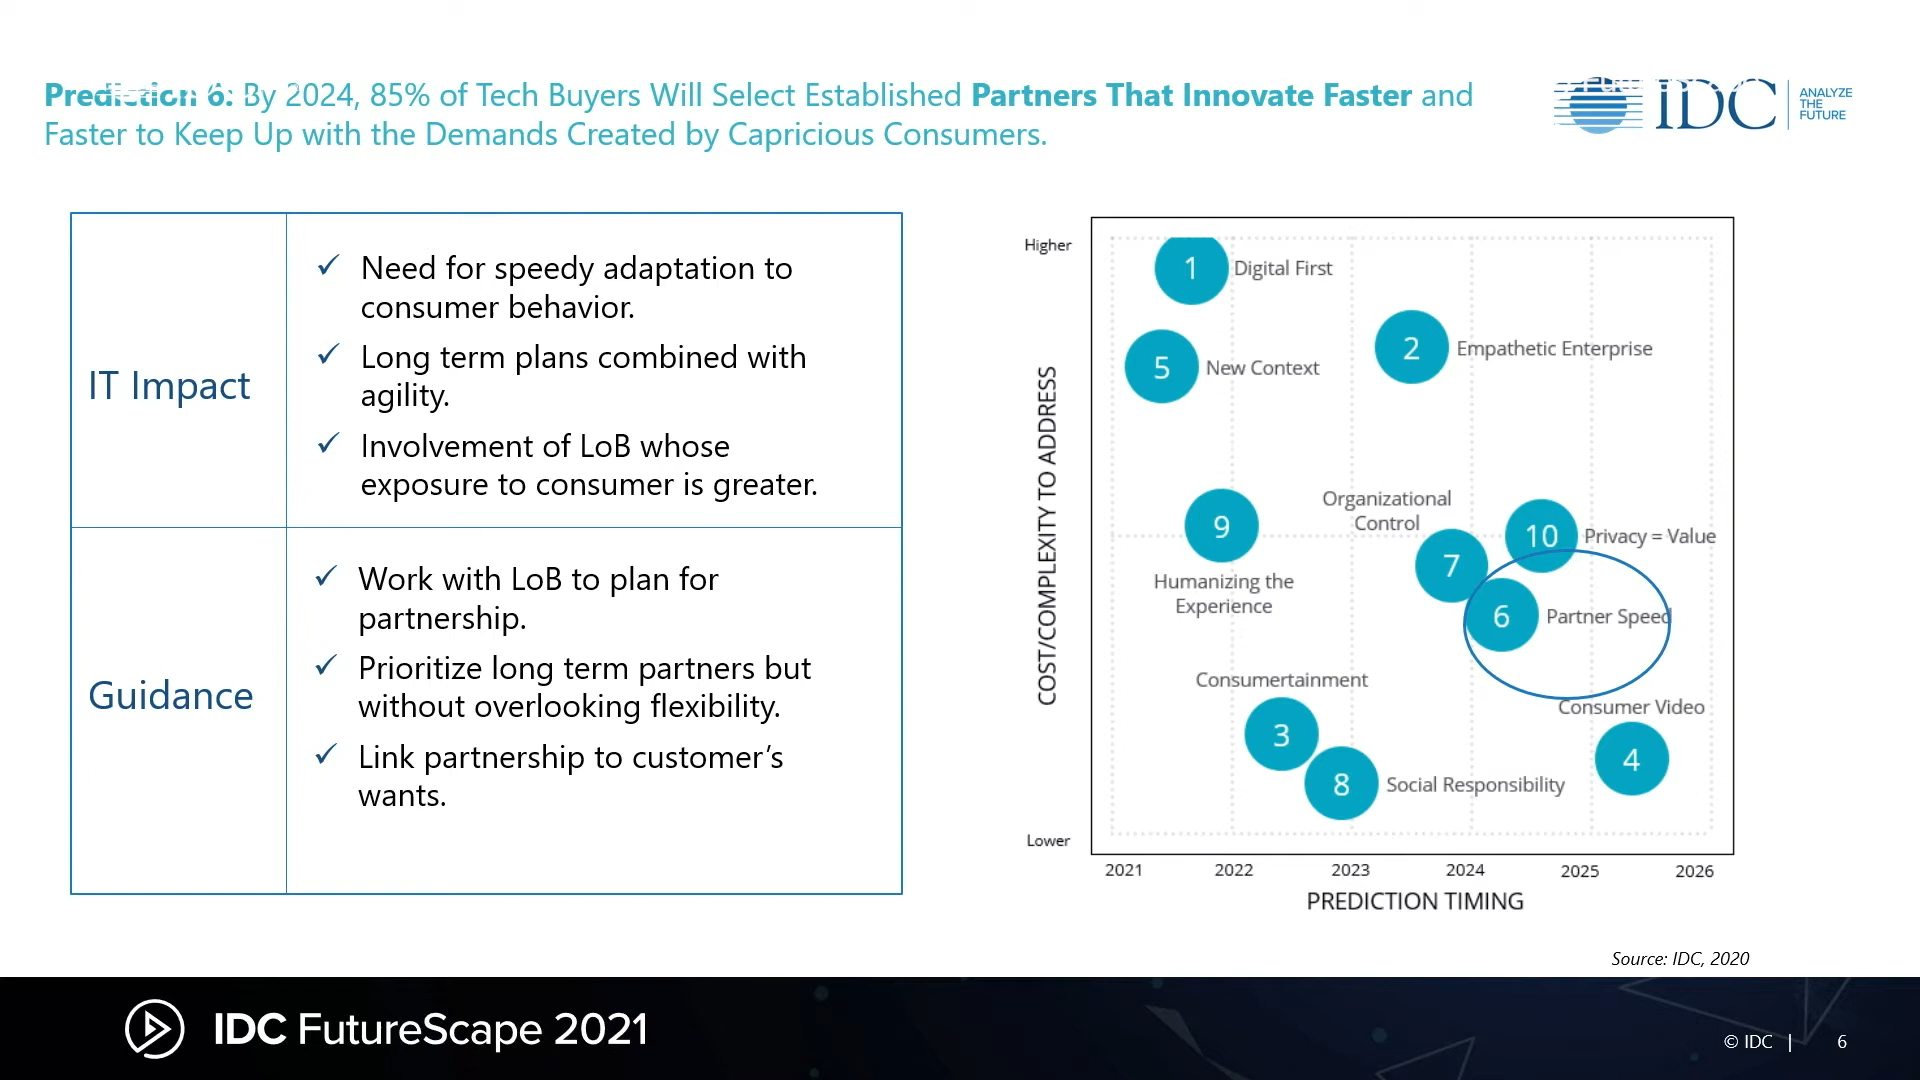 Prediction 6: By 2024, 85% of Tech Buyers Will Select Established Partners That Innovate Faster and
Faster to Keep Up with the Demands Created by Capricious Consumers.
IDC
ANALYZE
THE
FUTURE
IT Impact
✓ Need for speedy adaptation to
consumer behavior.
✓ Long term plans combined with
agility.
✓ Involvement of LoB whose
exposure to consumer is greater.
Guidance
✓ Work with LoB to plan for
partnership.
✓ Prioritize long term partners but
without overlooking flexibility.
✓ Link partnership to customer’s
wants.
Higher
COST/COMPLEXITY TO ADDRESS
Lower
1 Digital First
2 Empathetic Enterprise
5 New Context
Organizational
Control
7
9
Humanizing the
Experience
10 Privacy = Value
6 Partner Speed
Consumertainment
3
Consumer Video
4
8 Social Responsibility
2021 2022 2023 2024 2025 2026
PREDICTION TIMING
Source: IDC, 2020
IDC FutureScape 2021
© IDC | 6